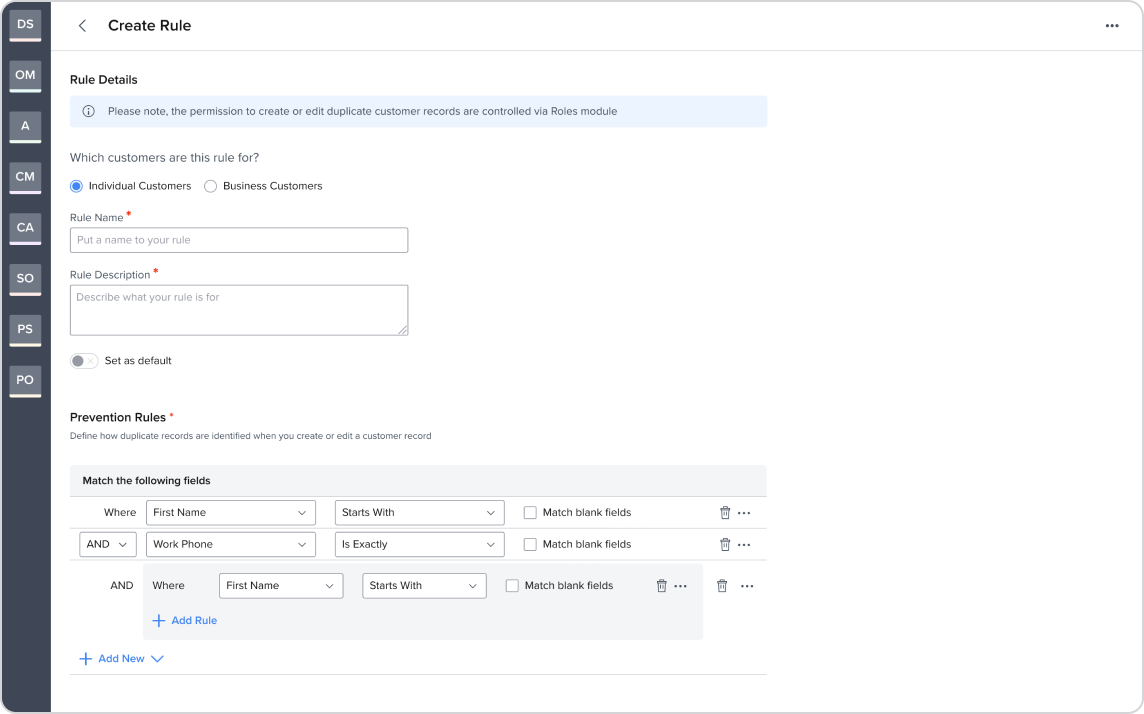 DS
OM
A
CM
CA
SO
PS
PO
Create Rule
Rule Details
Please note, the permission to create or edit duplicate customer records are controlled via Roles module
Which customers are this rule for?
Individual Customers Business Customers
Rule Name *
Put a name to your rule
Rule Description *
Describe what your rule is for
Set as default
Prevention Rules *
Define how duplicate records are identified when you create or edit a customer record
Match the following fields
Where First Name Starts With Match blank fields
AND Work Phone Is Exactly Match blank fields
AND Where First Name Starts With Match blank fields
Add Rule
Add New